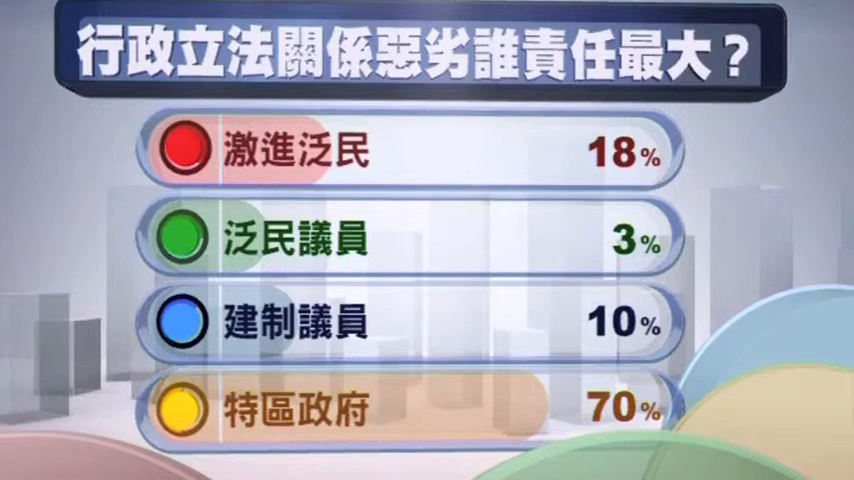 行政立法關係惡劣誰責任最大？
激進泛民 18%
泛民議員 3%
建制議員 10%
特區政府 70%